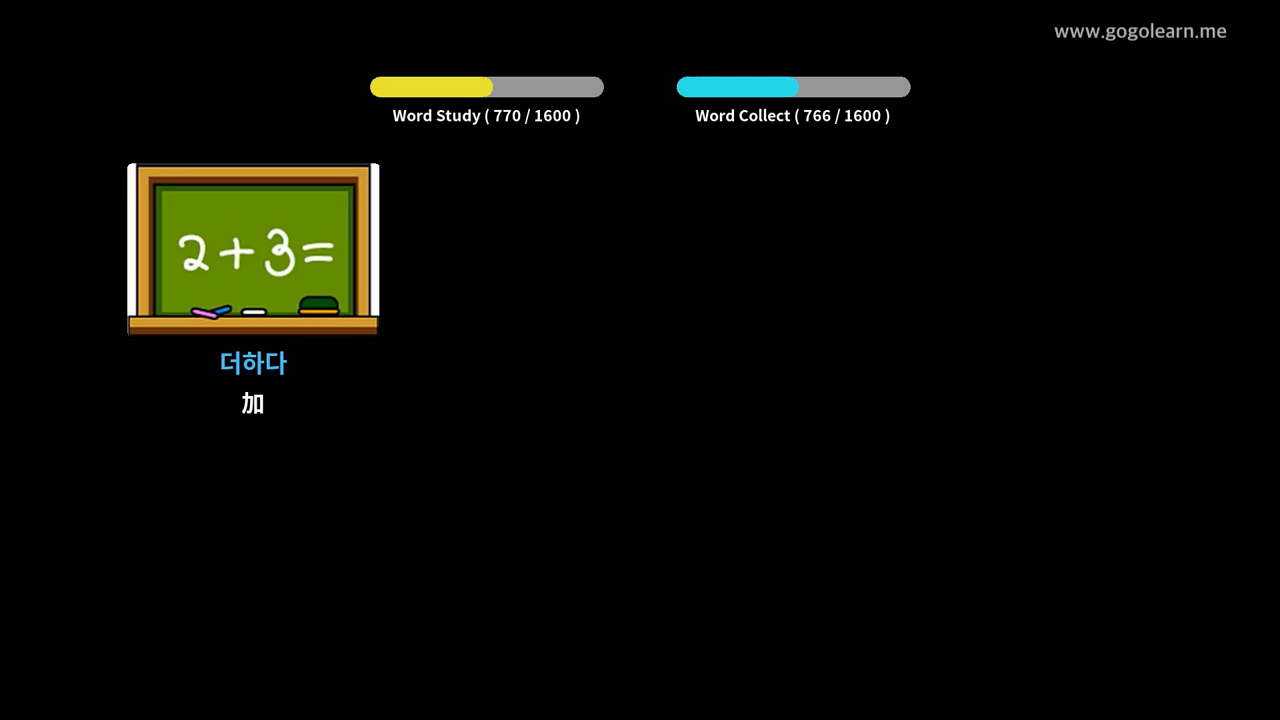 www.gogolearn.me
Word Study ( 770 / 1600 )
Word Collect ( 766 / 1600 )
2+3=
더하다
加